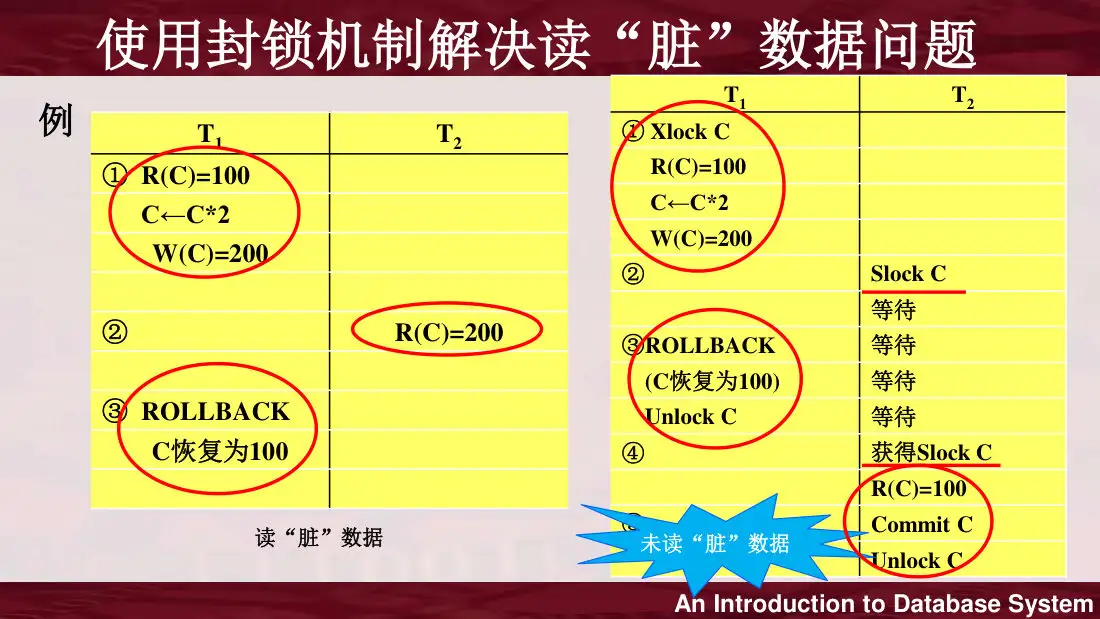 使用封锁机制解决读“脏”数据问题
例
T1 T2
① R(C)=100
C←C*2
W(C)=200
② R(C)=200
③ ROLLBACK
C恢复为100
读“脏”数据
T1 T2
① Xlock C
R(C)=100
C←C*2
W(C)=200
② Slock C
等待
③ROLLBACK 等待
(C恢复为100) 等待
Unlock C 等待
④ 获得Slock C
R(C)=100
Commit C
Unlock C
未读“脏”数据
An Introduction to Database System